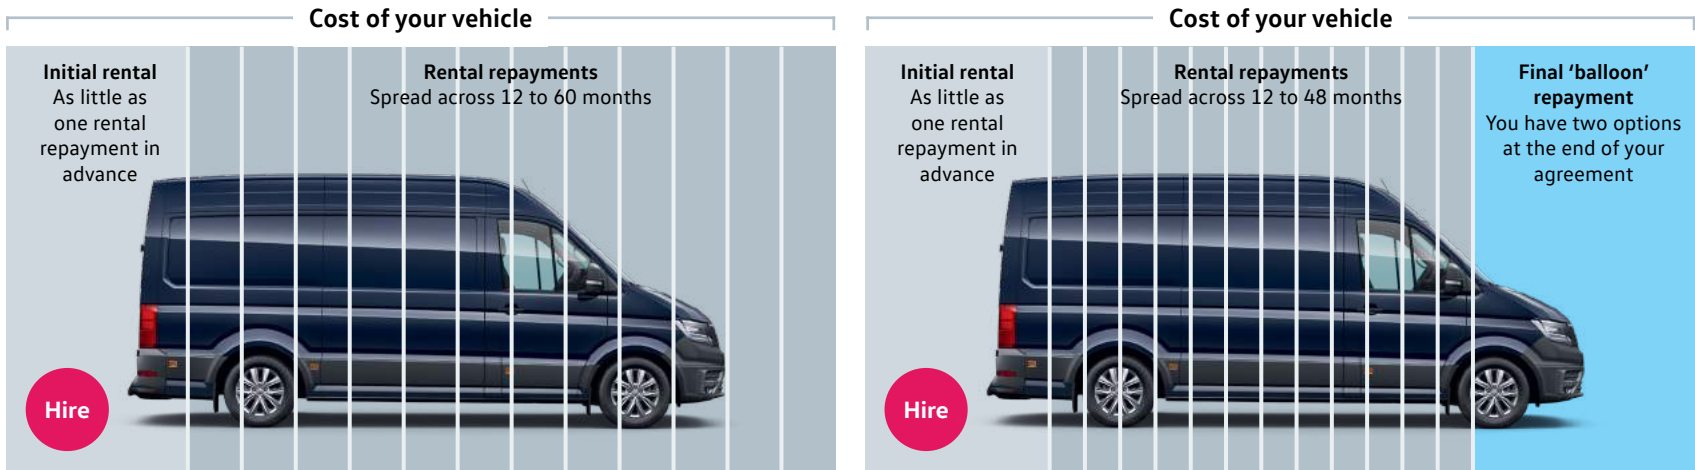 Cost of your vehicle
Initial rental
As little as
one rental
repayment in
advance
Rental repayments
Spread across 12 to 60 months
Hire
Cost of your vehicle
Initial rental
As little as
one rental
repayment in
advance
Rental repayments
Spread across 12 to 48 months
Final ‘balloon’
repayment
You have two options
at the end of your
agreement
Hire